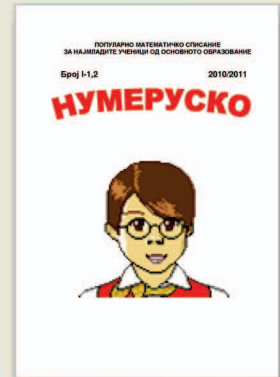 ПОПУЛАРНО МАТЕМАТИЧКО СПИСАНИЕ
ЗА НАЈМЛАДИТЕ УЧЕНИЦИ ОД ОСНОВНОТО ОБРАЗОВАНИЕ
Број I-1,2 2010/2011
НУМЕРУСКО